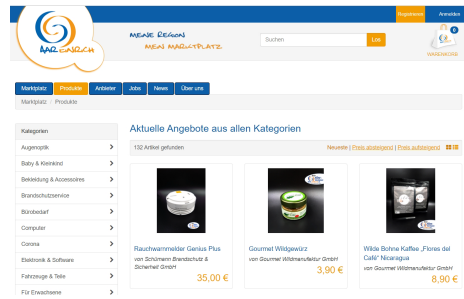 Registrieren Anmelden
AAR EINRICH
MEINE REGION
MEIN MARKTPLATZ
Suchen
Los
0
WARENKORB
Marktplatz Produkte Anbieter Jobs News Über uns
Marktplatz / Produkte
Kategorien
Augenoptik
Baby & Kleinkind
Bekleidung & Accessoires
Brandschutzservice
Bürobedarf
Computer
Corona
Elektronik & Software
Fahrzeuge & Teile
Für Erwachsene
Aktuelle Angebote aus allen Kategorien
132 Artikel gefunden
Neueste | Preis absteigend | Preis aufsteigend
Rauchwarnmelder Genius Plus
von Schürmann Brandschutz &
Sicherheit GmbH
35,00 €
Gourmet Wildgewürz
von Gourmet Wildmanufaktur GmbH
3,90 €
Wilde Bohne Kaffee „Flores del
Café" Nicaragua
von Gourmet Wildmanufaktur GmbH
8,90 €